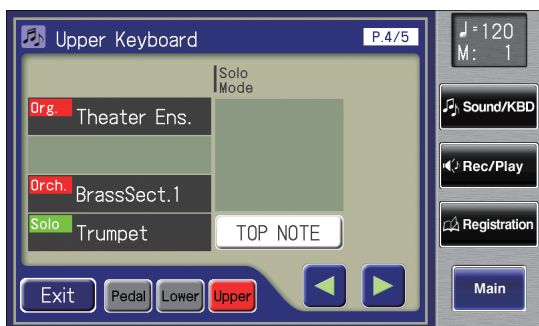 Upper Keyboard
P.4/5
Solo
Mode
Org. Theater Ens.
Orch. BrassSect.1
Solo Trumpet
TOP NOTE
Exit
Pedal
Lower
Upper
♩=120
M: 1
Sound/KBD
Rec/Play
Registration
Main